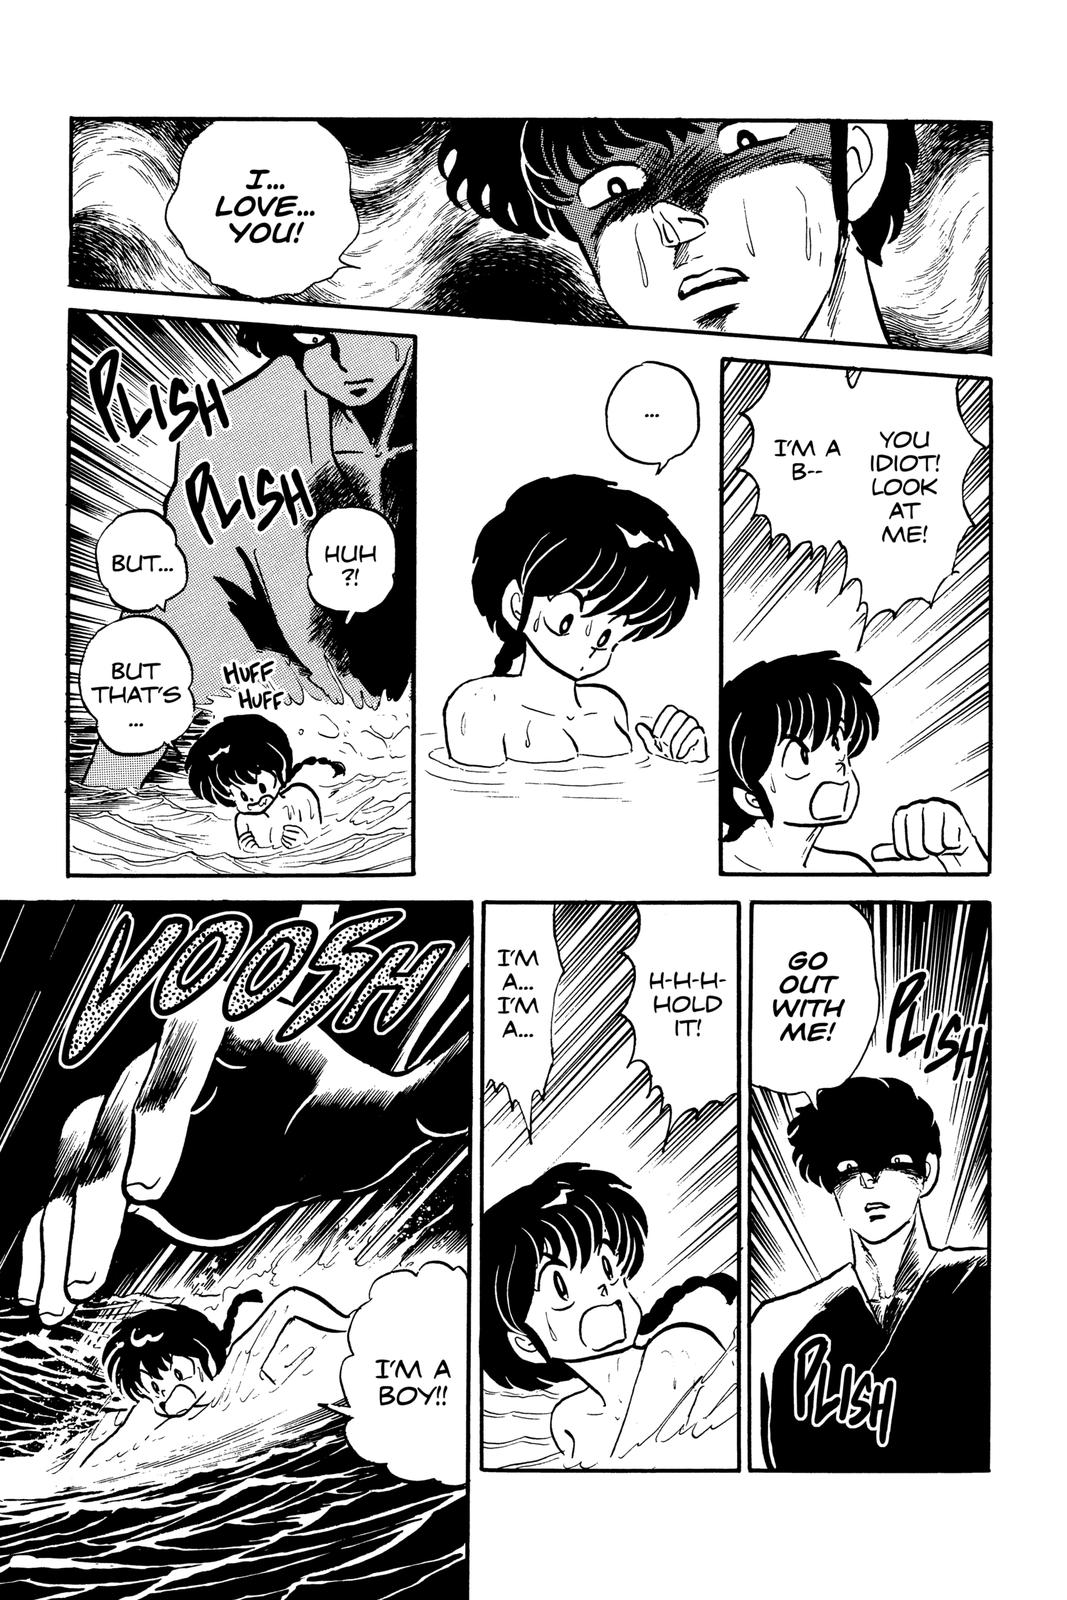 I...
LOVE...
YOU!
YOU
IDIOT!
LOOK
AT
ME!
I'M A
B--
...
PLISH
PLISH
HUH
?!
BUT...
BUT
THAT'S
...
HUFF
HUFF
GO
OUT
WITH
ME!
PLISH
PLISH
H-H-H-
HOLD
IT!
I'M
A...
I'M
A...
VOOSH
I'M A
BOY!!